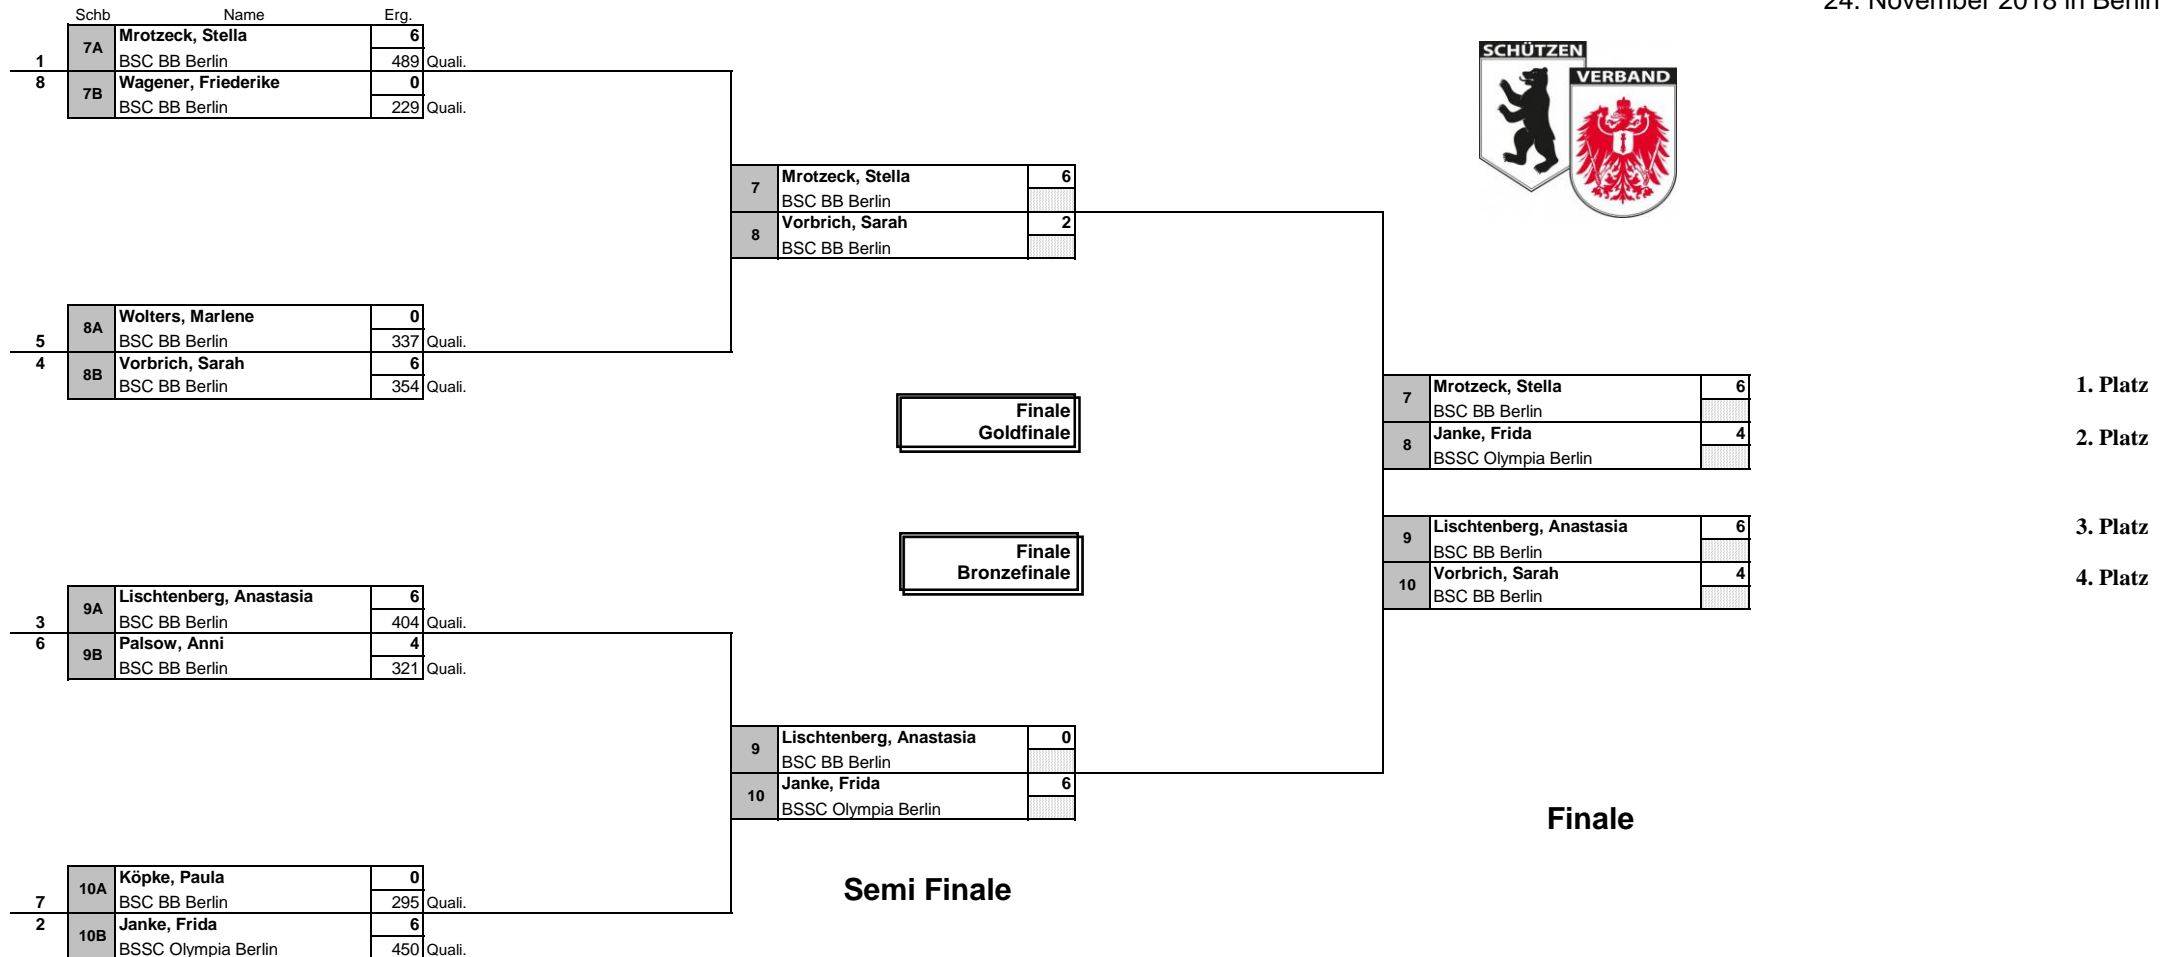 24. November 2018 in Berlin
Schb Name Erg.
7A Mrotzeck, Stella 6
1 BSC BB Berlin 489 Quali.
8 7B Wagener, Friederike 0
BSC BB Berlin 229 Quali.
SCHÜTZEN
VERBAND
7 Mrotzeck, Stella 6
BSC BB Berlin
8 Vorbrich, Sarah 2
BSC BB Berlin
8A Wolters, Marlene 0
5 BSC BB Berlin 337 Quali.
4 8B Vorbrich, Sarah 6
BSC BB Berlin 354 Quali.
Finale
Goldfinale
7 Mrotzeck, Stella 6 1. Platz
BSC BB Berlin
8 Janke, Frida 4 2. Platz
BSSC Olympia Berlin
Finale
Bronzefinale
9 Lischtenberg, Anastasia 6 3. Platz
BSC BB Berlin
10 Vorbrich, Sarah 4 4. Platz
BSC BB Berlin
9A Lischtenberg, Anastasia 6
3 BSC BB Berlin 404 Quali.
6 9B Palsow, Anni 4
BSC BB Berlin 321 Quali.
9 Lischtenberg, Anastasia 0
BSC BB Berlin
10 Janke, Frida 6
BSSC Olympia Berlin
Finale
Semi Finale
10A Köpke, Paula 0
7 BSC BB Berlin 295 Quali.
2 10B Janke, Frida 6
BSSC Olympia Berlin 450 Quali.